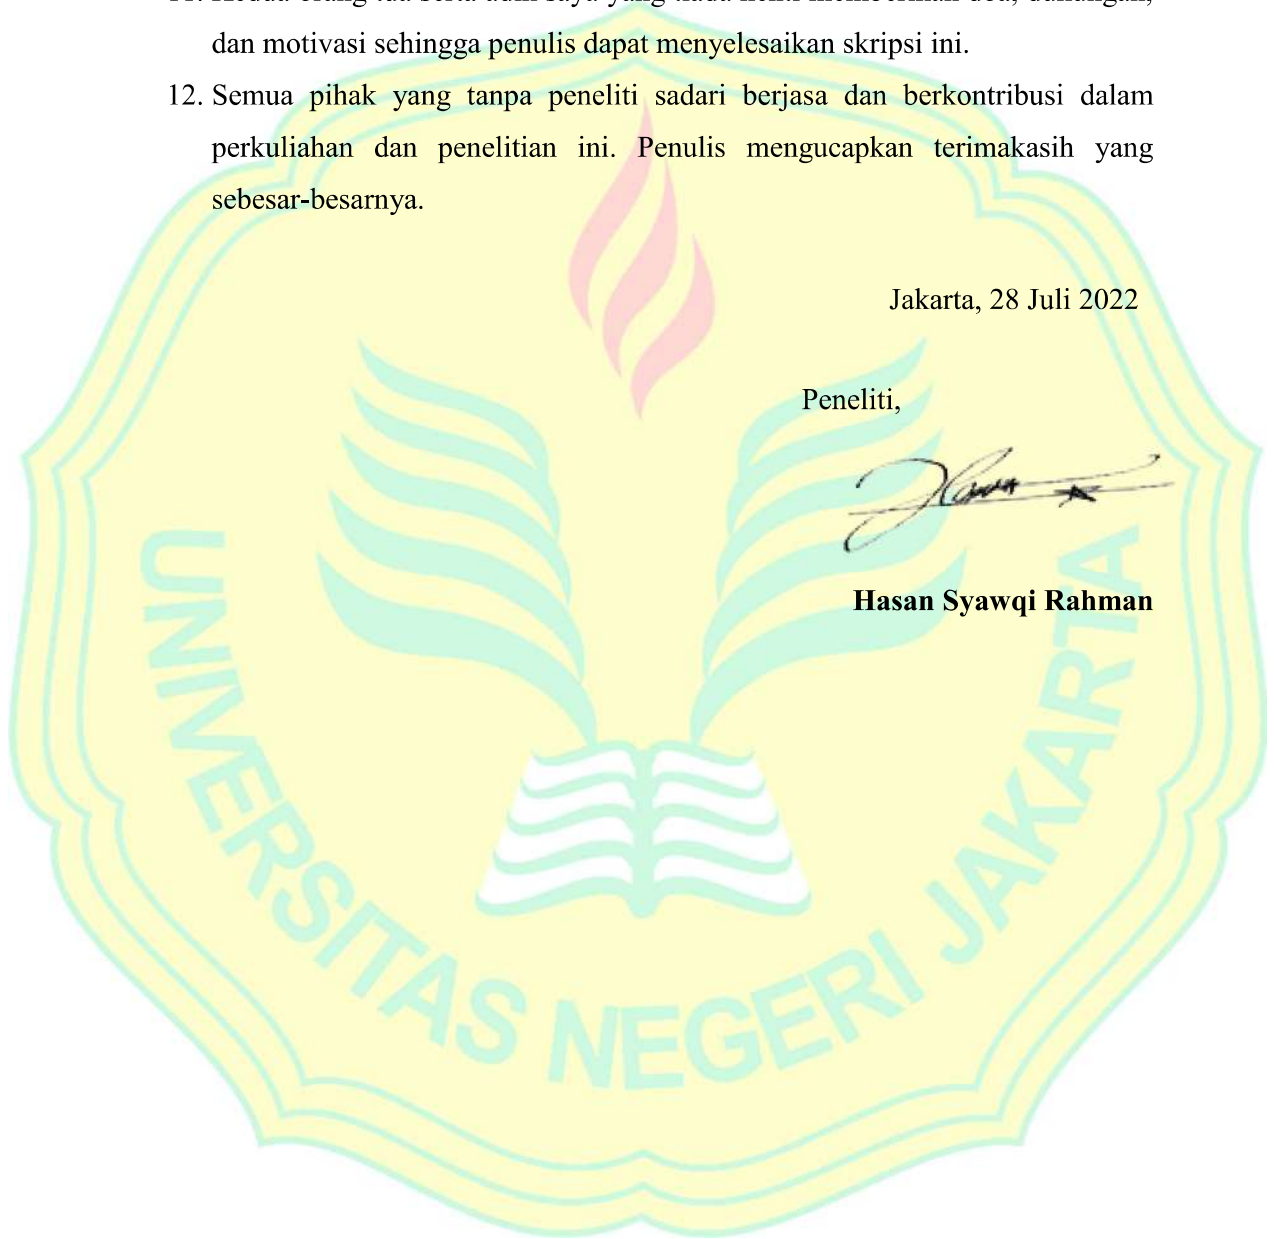 dan motivasi sehingga penulis dapat menyelesaikan skripsi ini.
12. Semua pihak yang tanpa peneliti sadari berjasa dan berkontribusi dalam
perkuliahan dan penelitian ini. Penulis mengucapkan terimakasih yang
sebesar-besarnya.
Jakarta, 28 Juli 2022
Peneliti,
Hasan Syawqi Rahman
UNIVERSITAS NEGERI JAKARTA